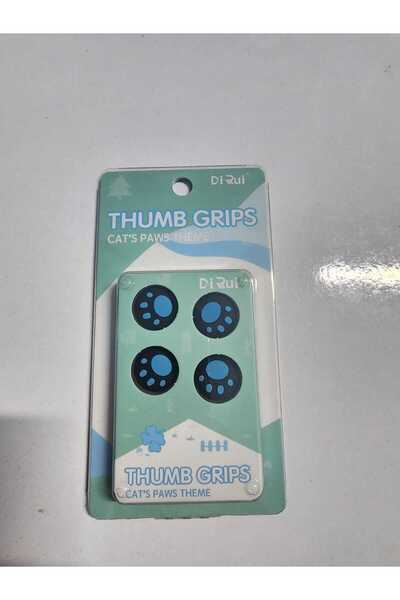 Di Rui
THUMB GRIPS
CAT'S PAWS THEME
Di Rui
THUMB GRIPS
CAT'S PAWS THEME